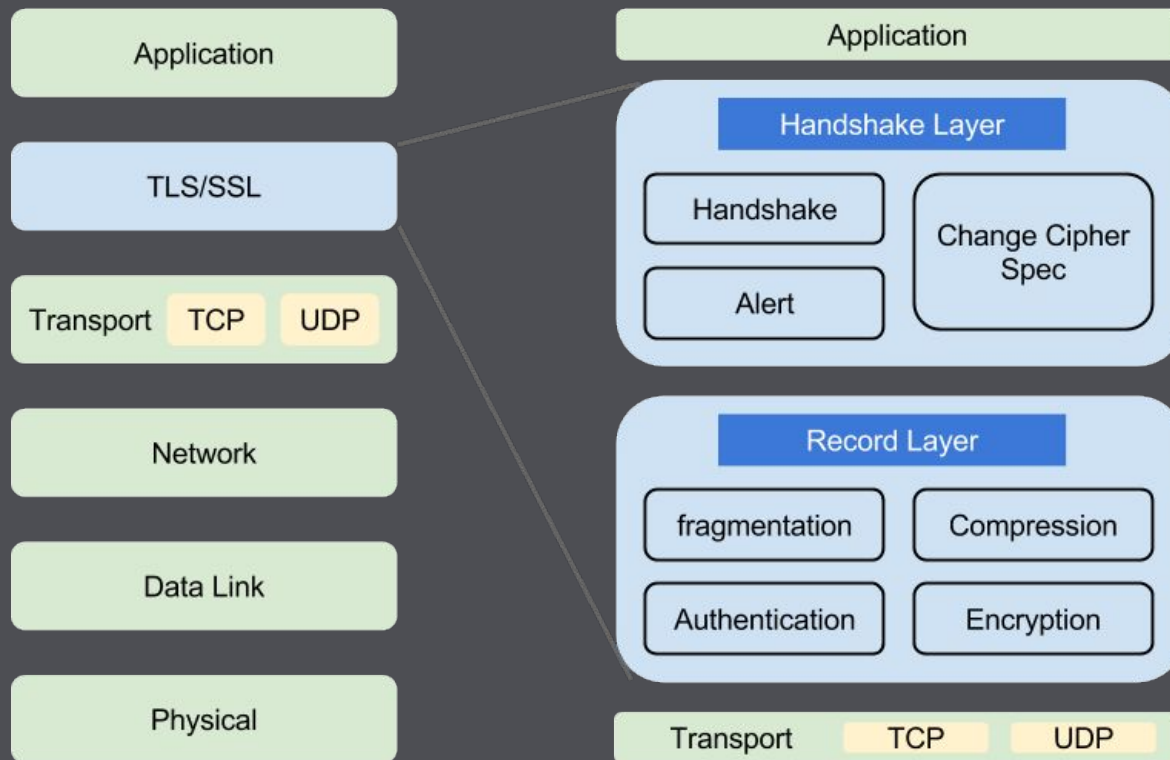 Application
TLS/SSL
Transport TCP UDP
Network
Data Link
Physical
Application
Handshake Layer
Handshake
Alert
Change Cipher
Spec
Record Layer
fragmentation
Compression
Authentication
Encryption
Transport TCP UDP